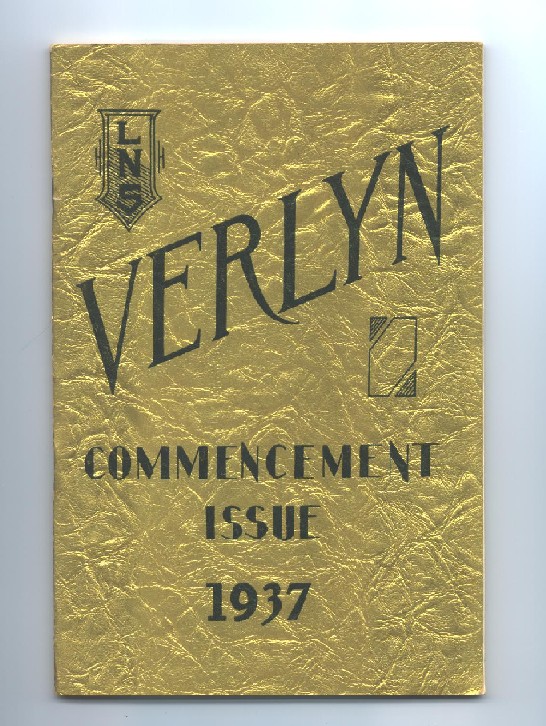 LNS
VERLYN
COMMENCEMENT
ISSUE
1937